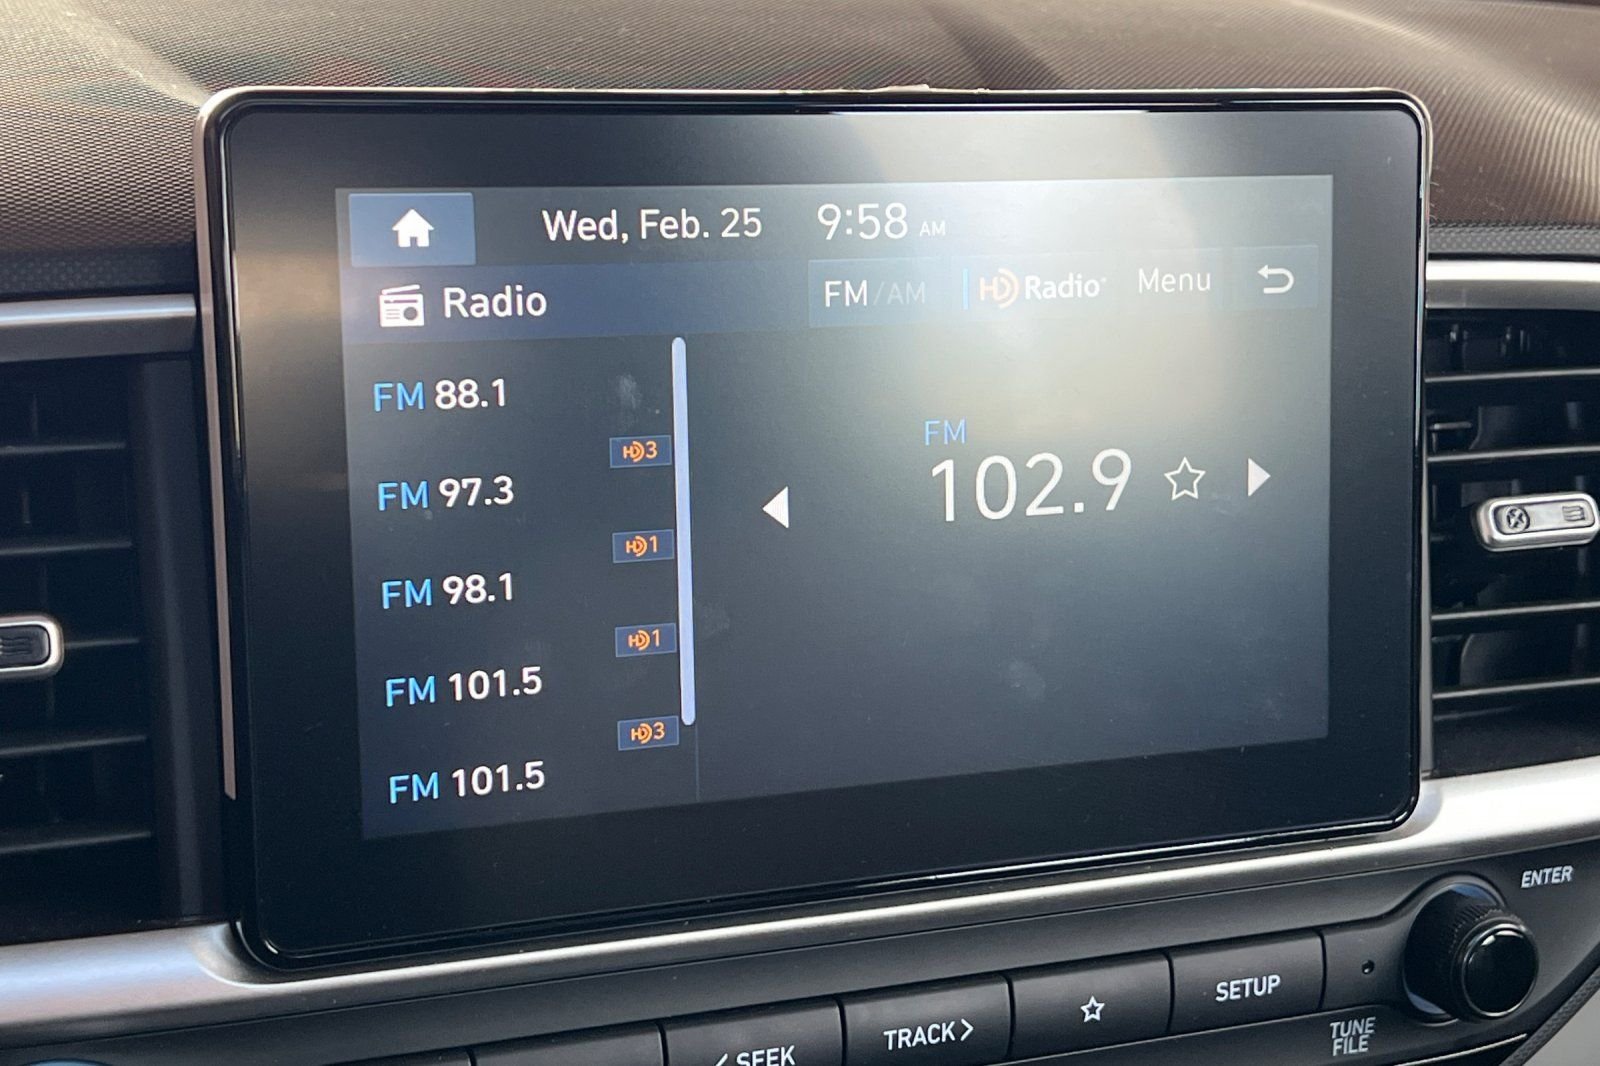 Wed, Feb. 25 9:58 AM
Radio
FM/AM HD Radio Menu
FM 88.1
HD3
FM 97.3
HD1
FM 98.1
HD1
FM 101.5
HD3
FM 101.5
FM
102.9
ENTER
< SEEK
TRACK >
SETUP
TUNE
FILE